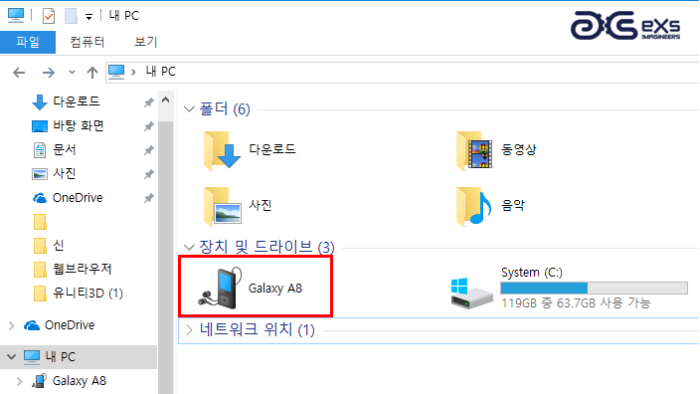 내 PC
eXs
IMAGINEERS
파일 컴퓨터 보기
내 PC
다운로드
바탕 화면
문서
사진
OneDrive
신
웹브라우저
유니티3D (1)
OneDrive
내 PC
Galaxy A8
폴더 (6)
다운로드
동영상
사진
음악
장치 및 드라이브 (3)
Galaxy A8
System (C:)
119GB 중 63.7GB 사용 가능
네트워크 위치 (1)